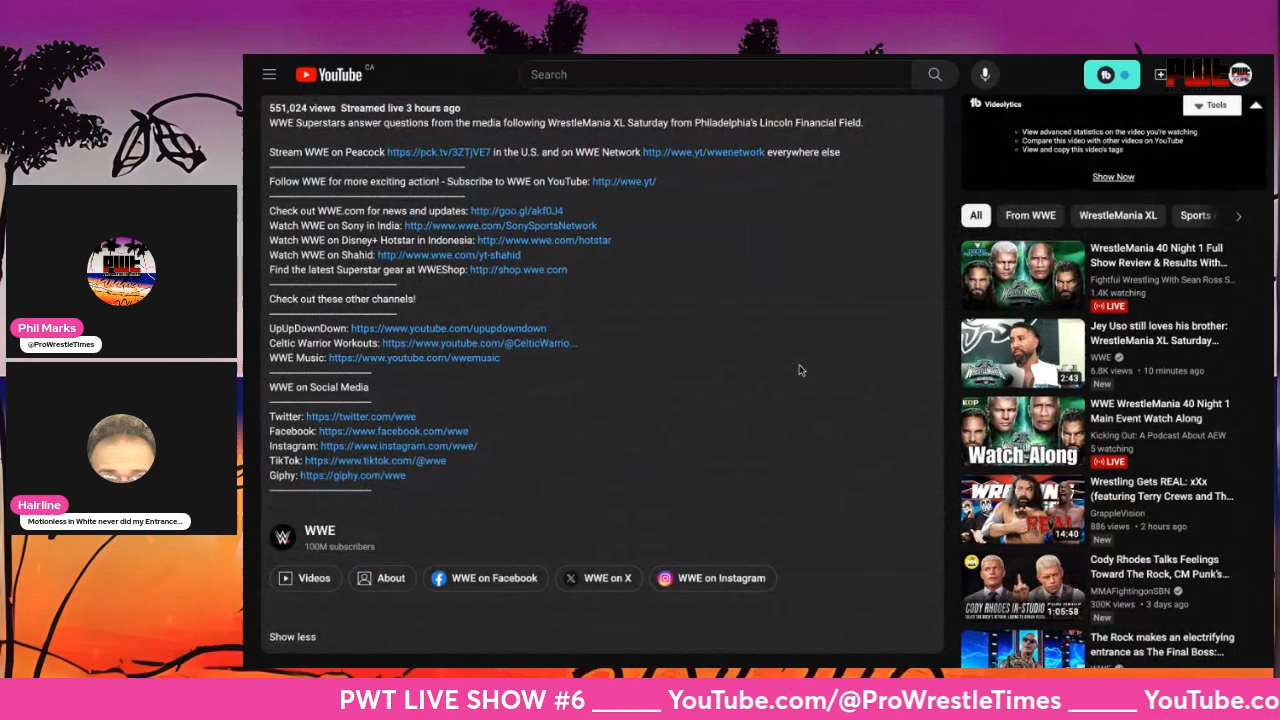 YouTube CA
Search
PWT
PWT
551,024 views Streamed live 3 hours ago
WWE Superstars answer questions from the media following WrestleMania XL Saturday from Philadelphia's Lincoln Financial Field.
Stream WWE on Peacock https://pck.tv/3ZTjVE7 in the U.S. and on WWE Network http://wwe.yt/wwenetwork everywhere else
Follow WWE for more exciting action! - Subscribe to WWE on YouTube: http://wwe.yt/
Check out WWE.com for news and updates: http://goo.gl/akf0J4
Watch WWE on Sony in India: http://www.wwe.com/SonySportsNetwork
Watch WWE on Disney+ Hotstar in Indonesia: http://www.wwe.com/hotstar
Watch WWE on Shahid: http://www.wwe.com/yt-shahid
Find the latest Superstar gear at WWEShop: http://shop.wwe.com
Check out these other channels!
UpUpDownDown: https://www.youtube.com/upupdowndown
Celtic Warrior Workouts: https://www.youtube.com/@CelticWarrio...
WWE Music: https://www.youtube.com/wwemusic
WWE on Social Media
Twitter: https://twitter.com/wwe
Facebook: https://www.facebook.com/wwe
Instagram: https://www.instagram.com/wwe/
TikTok: https://www.tiktok.com/@wwe
Giphy: https://giphy.com/wwe
WWE
100M subscribers
Videos
About
WWE on Facebook
WWE on X
WWE on Instagram
Show less
Videolytics
Tools
View advanced statistics on the video you're watching
Compare this video with other videos on YouTube
View and copy this video's tags
Show Now
All
From WWE
WrestleMania XL
Sports
WrestleMania 40 Night 1 Full
Show Review & Results With...
Fightful Wrestling With Sean Ross S...
1.4K watching
LIVE
Jey Uso still loves his brother:
WrestleMania XL Saturday...
WWE
6.8K views • 10 minutes ago
New
2:43
WWE WrestleMania 40 Night 1
Main Event Watch Along
Kicking Out: A Podcast About AEW
5 watching
LIVE
KOP
Watch Along
Wrestling Gets REAL: xXx
(featuring Terry Crews and Th...
GrappleVision
886 views • 2 hours ago
New
REAL
14:40
Cody Rhodes Talks Feelings
Toward The Rock, CM Punk's...
MMAFightingonSBN
300K views • 3 days ago
New
CODY RHODES IN-STUDIO
1:05:58
The Rock makes an electrifying
entrance as The Final Boss:...
PWT
Phil Marks
@ProWrestleTimes
Hairline
Motionless in White never did my Entrance...
PWT LIVE SHOW #6 _____ YouTube.com/@ProWrestleTimes _____ YouTube.co